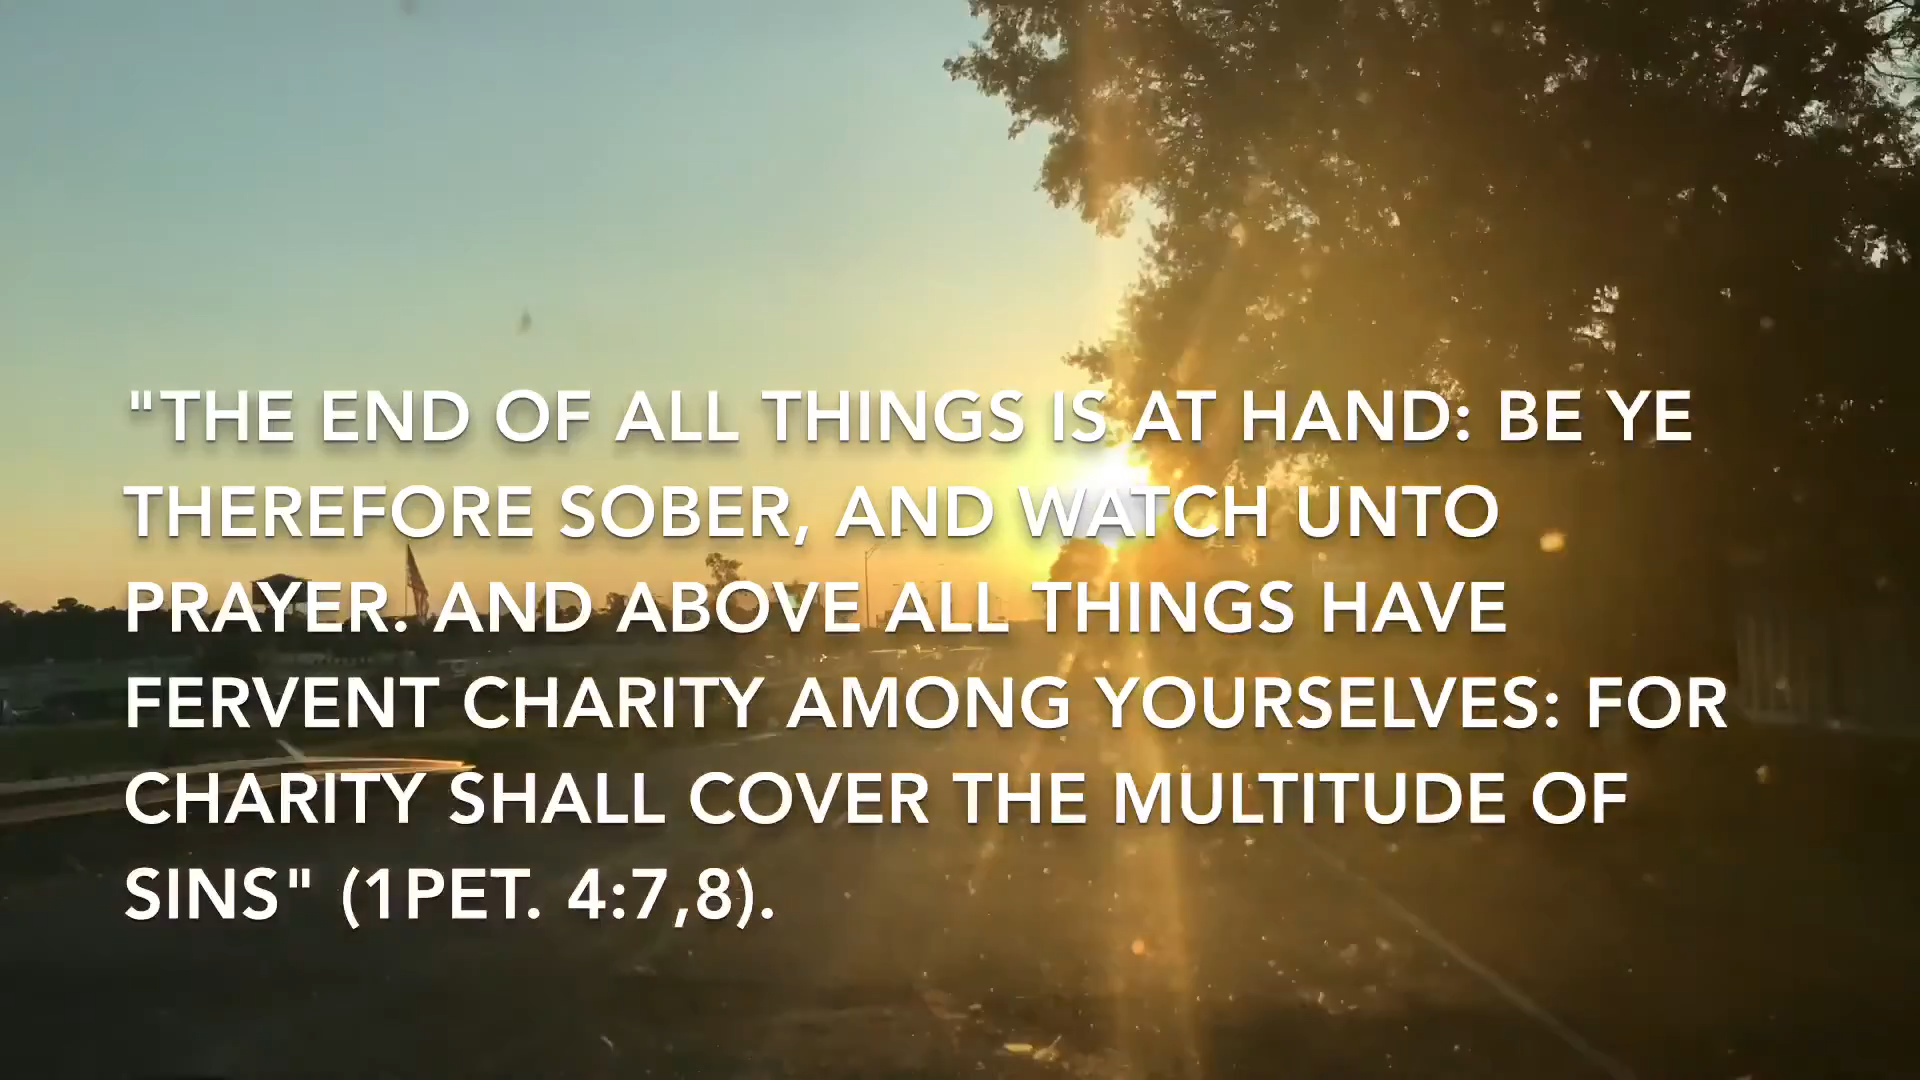 "THE END OF ALL THINGS IS AT HAND: BE YE
THEREFORE SOBER, AND WATCH UNTO
PRAYER. AND ABOVE ALL THINGS HAVE
FERVENT CHARITY AMONG YOURSELVES: FOR
CHARITY SHALL COVER THE MULTITUDE OF
SINS" (1PET. 4:7,8).